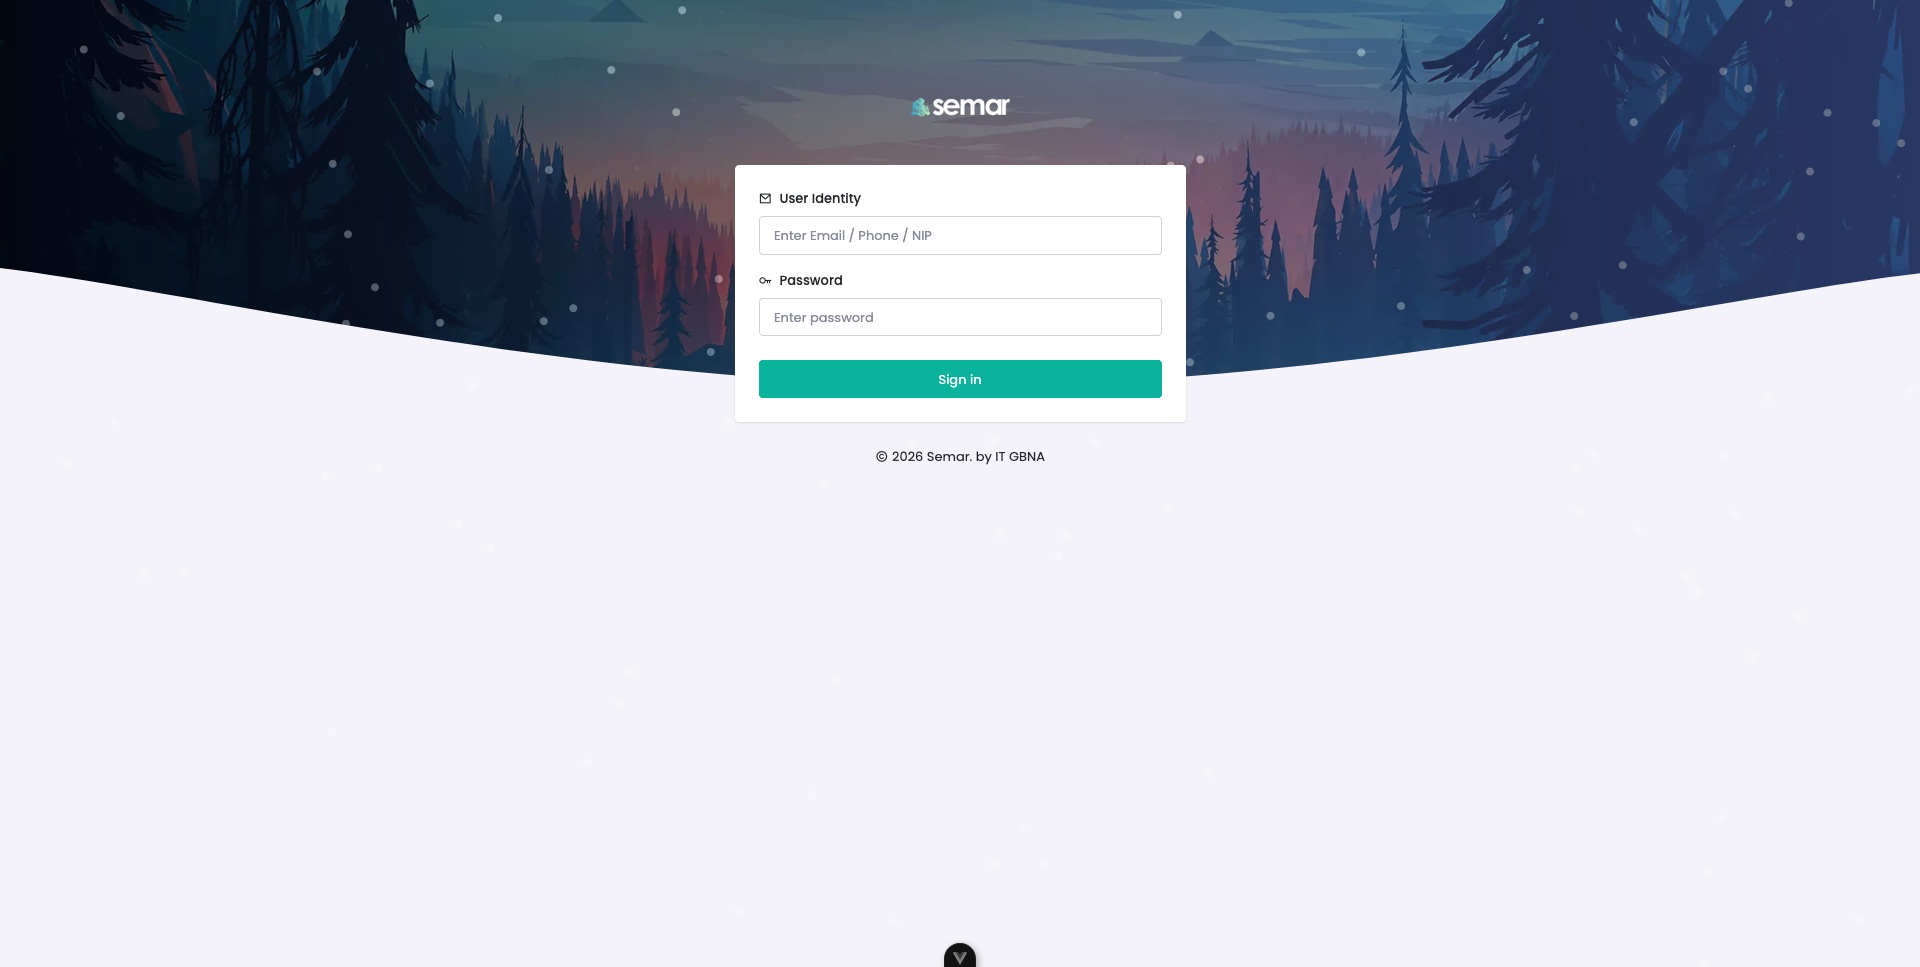 semar
User Identity
Enter Email / Phone / NIP
Password
Enter password
Sign in
© 2026 Semar. by IT GBNA